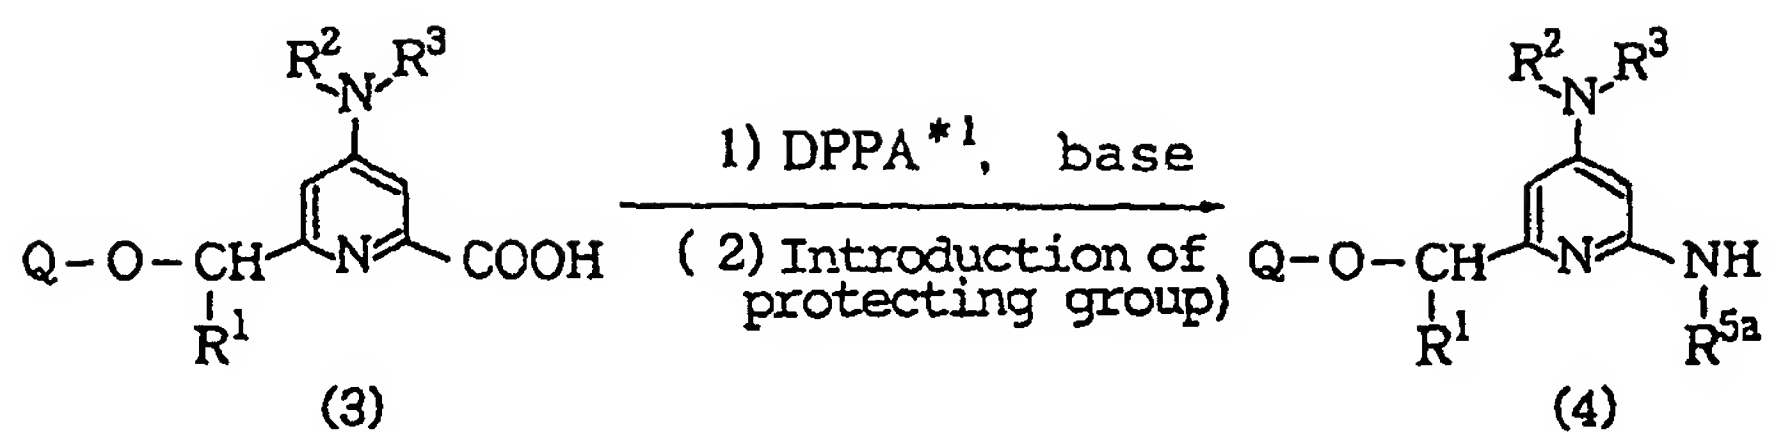 R² R³
N
1) DPPA*¹, base
Q-O-CH N COOH
R¹
(3)
( 2) Introduction of
protecting group)
R² R³
N
Q-O-CH N NH
R¹ R⁵ᵃ
(4)